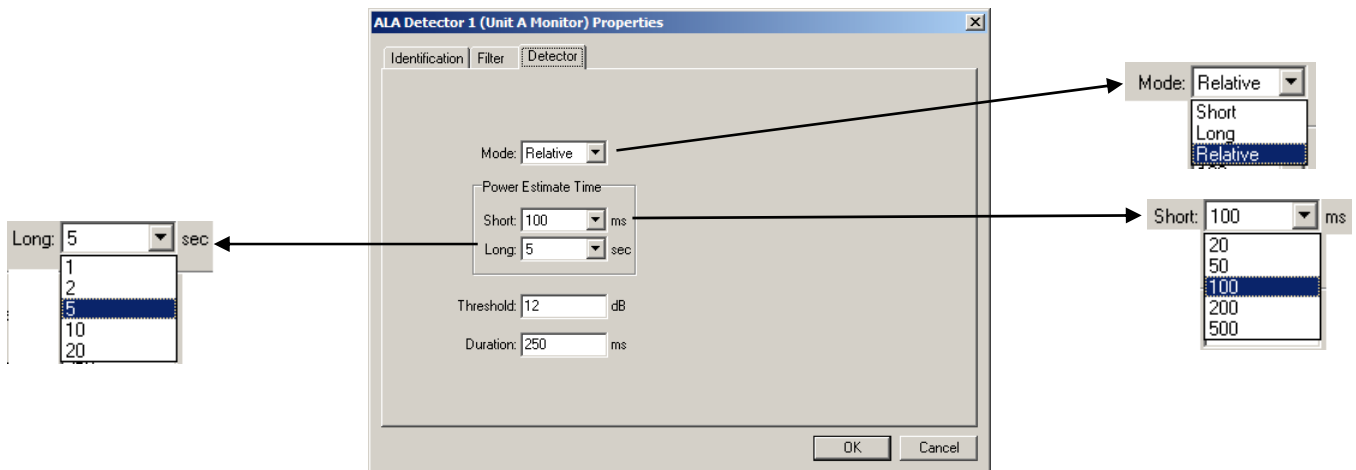 ALA Detector 1 (Unit A Monitor) Properties
Identification Filter Detector
Mode: Relative
Power Estimate Time
Short: 100 ms
Long: 5 sec
Threshold: 12 dB
Duration: 250 ms
OK Cancel
Mode: Relative
Short
Long
Relative
Short: 100 ms
20
50
100
200
500
Long: 5 sec
1
2
5
10
20